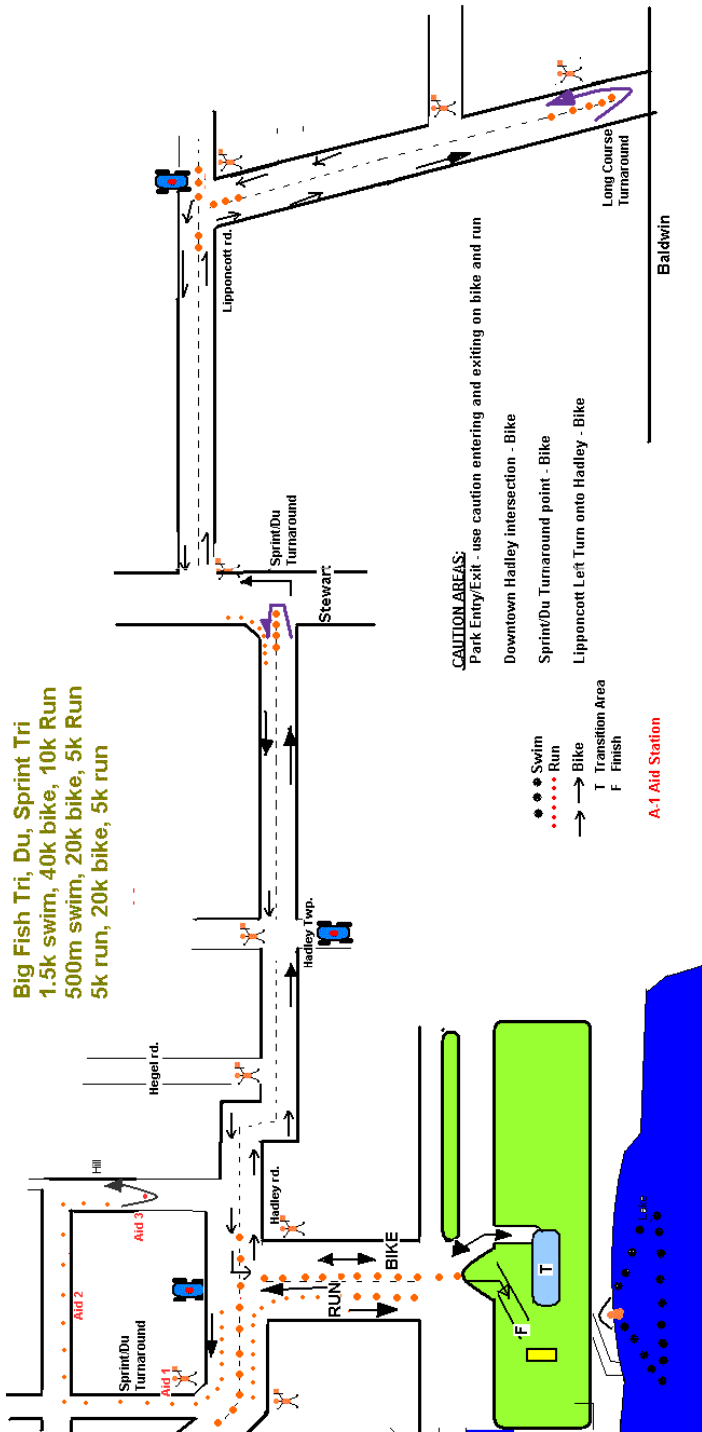 Big Fish Tri, Du, Sprint Tri
1.5k swim, 40k bike, 10k Run
500m swim, 20k bike, 5k Run
5k run, 20k bike, 5k run
Hill
Aid 3
Aid 2
Sprint/Du
Turnaround
Aid 1
Hegel rd.
Hadley rd.
Hadley Twp.
Sprint/Du
Turnaround
Stewart
Lipponcott rd.
Long Course
Turnaround
Baldwin
RUN
BIKE
F
T
Lake
CAUTION AREAS:
Park Entry/Exit - use caution entering and exiting on bike and run
Downtown Hadley intersection - Bike
Sprint/Du Turnaround point - Bike
Lipponcott Left Turn onto Hadley - Bike
Swim
Run
Bike
T Transition Area
F Finish
A-1 Aid Station